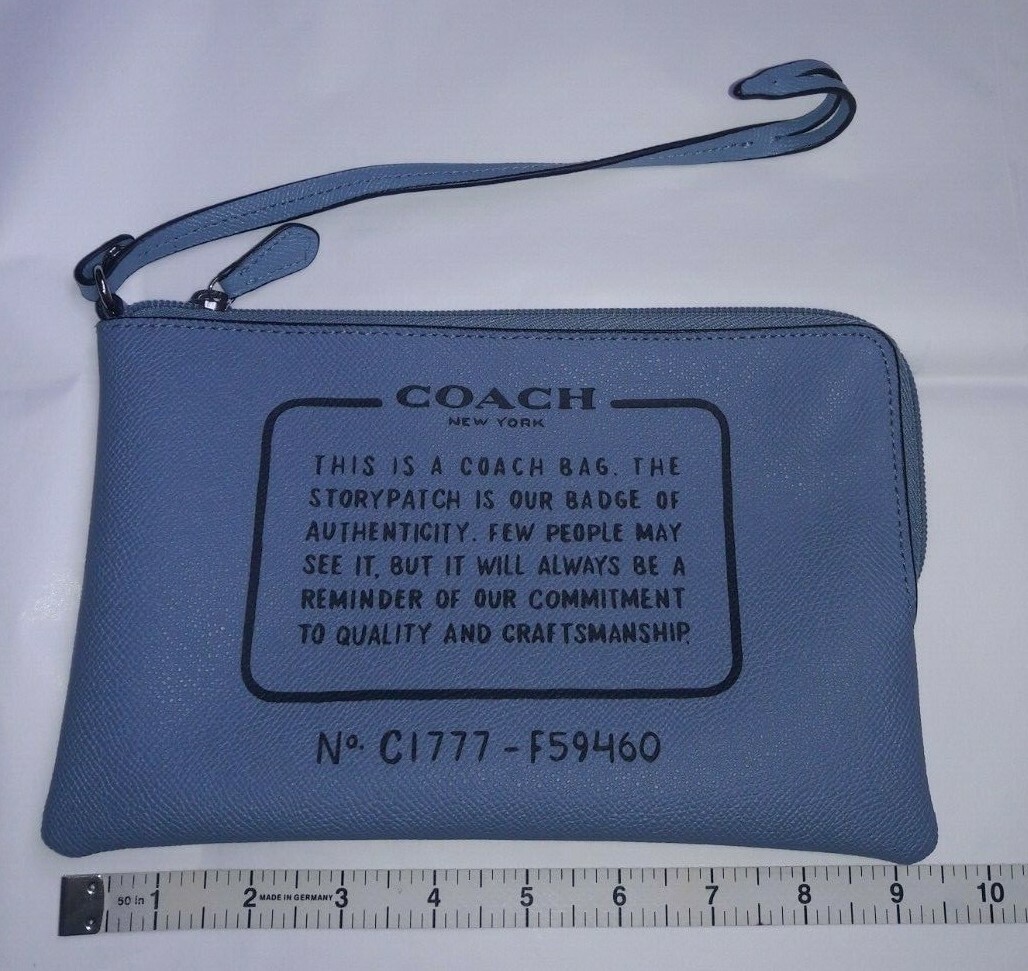 COACH
NEW YORK
THIS IS A COACH BAG. THE
STORYPATCH IS OUR BADGE OF
AUTHENTICITY. FEW PEOPLE MAY
SEE IT, BUT IT WILL ALWAYS BE A
REMINDER OF OUR COMMITMENT
TO QUALITY AND CRAFTSMANSHIP.
Nº. C1777 - F59460
50 in 1 2 MADE IN GERMANY 3 4 5 6 7 8 9 10